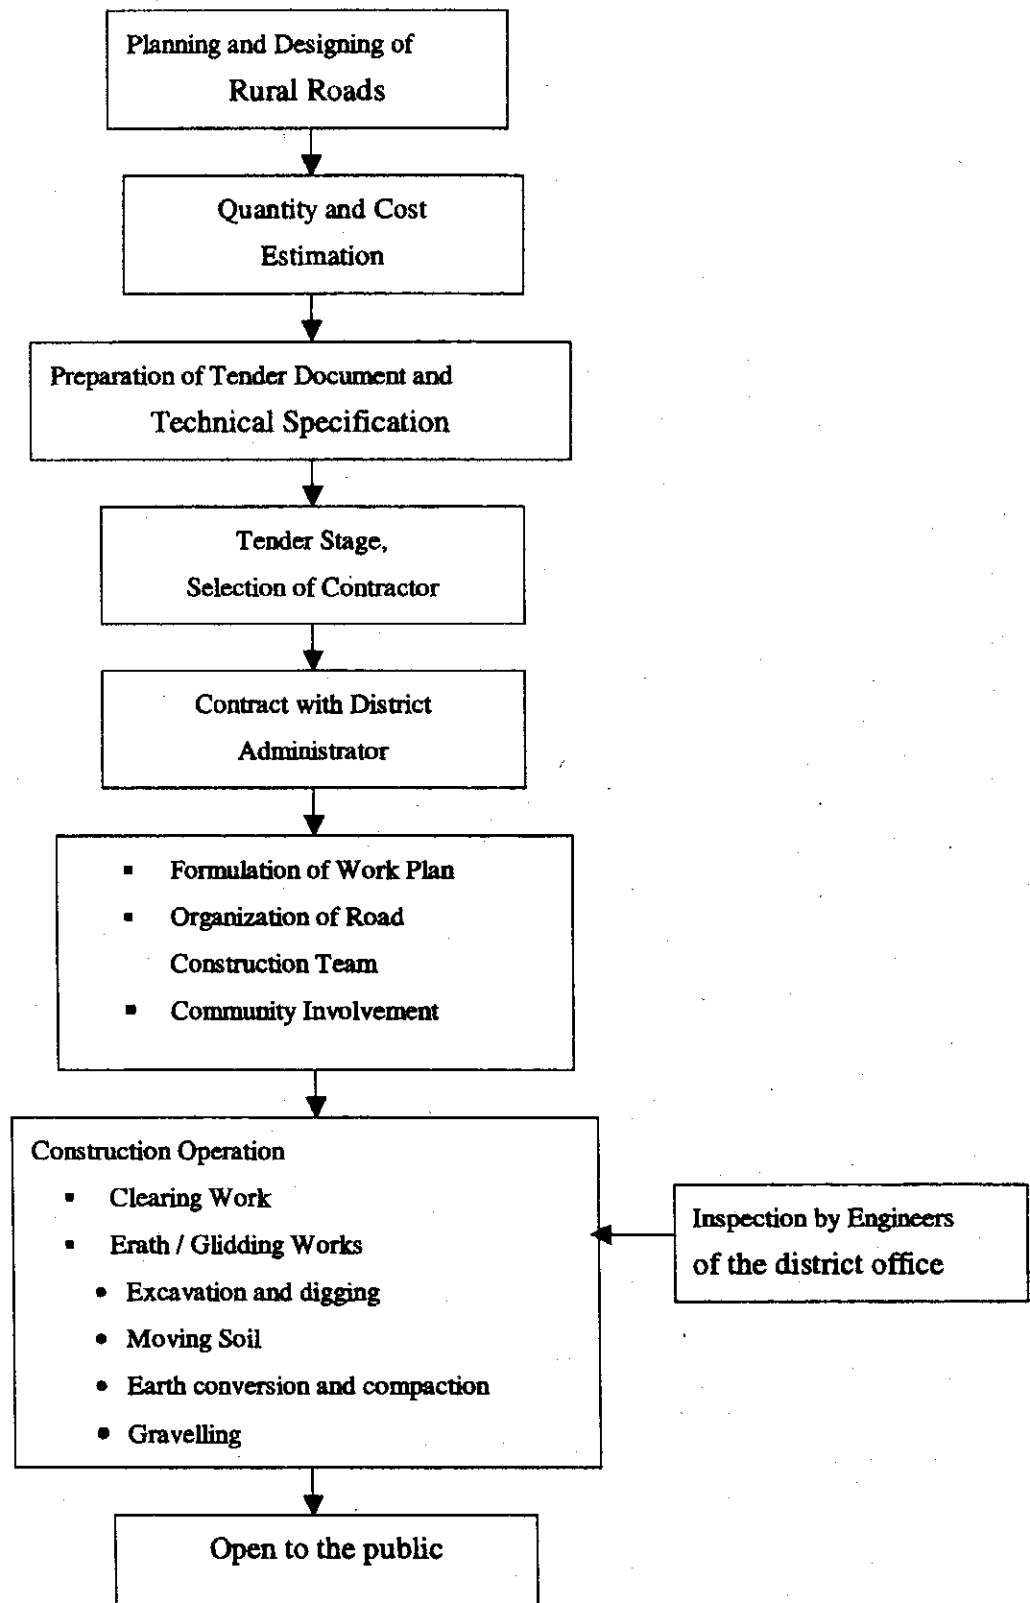 Planning and Designing of
Rural Roads
Quantity and Cost
Estimation
Preparation of Tender Document and
Technical Specification
Tender Stage,
Selection of Contractor
Contract with District
Administrator
▪ Formulation of Work Plan
▪ Organization of Road
Construction Team
▪ Community Involvement
Construction Operation
▪ Clearing Work
▪ Erath / Glidding Works
• Excavation and digging
• Moving Soil
• Earth conversion and compaction
• Gravelling
Inspection by Engineers
of the district office
Open to the public